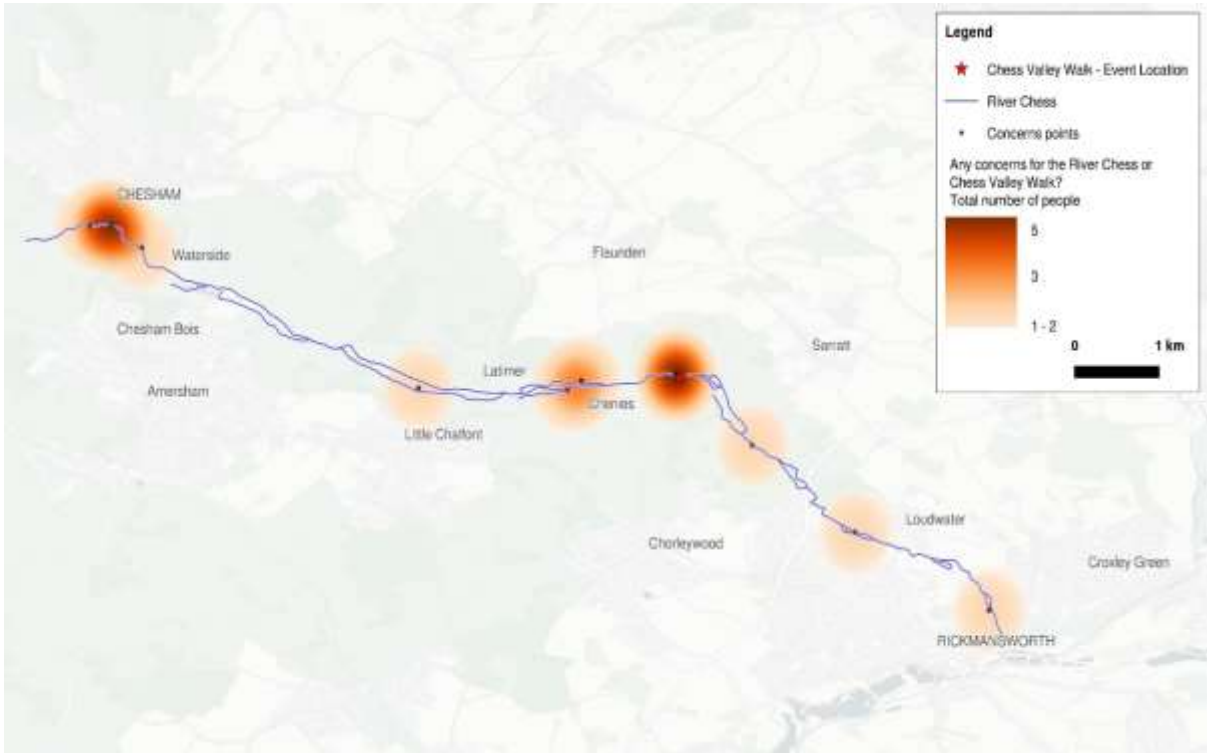 Legend
Chess Valley Walk - Event Location
River Chess
Concerns points
Any concerns for the River Chess or
Chess Valley Walk?
Total number of people
5
3
1 - 2
0 1 km
CHESHAM
Waterside
Flaunden
Chesham Bois
Sarratt
Latimer
Amersham
Chenies
Little Chalfont
Loudwater
Chorleywood
Croxley Green
RICKMANSWORTH